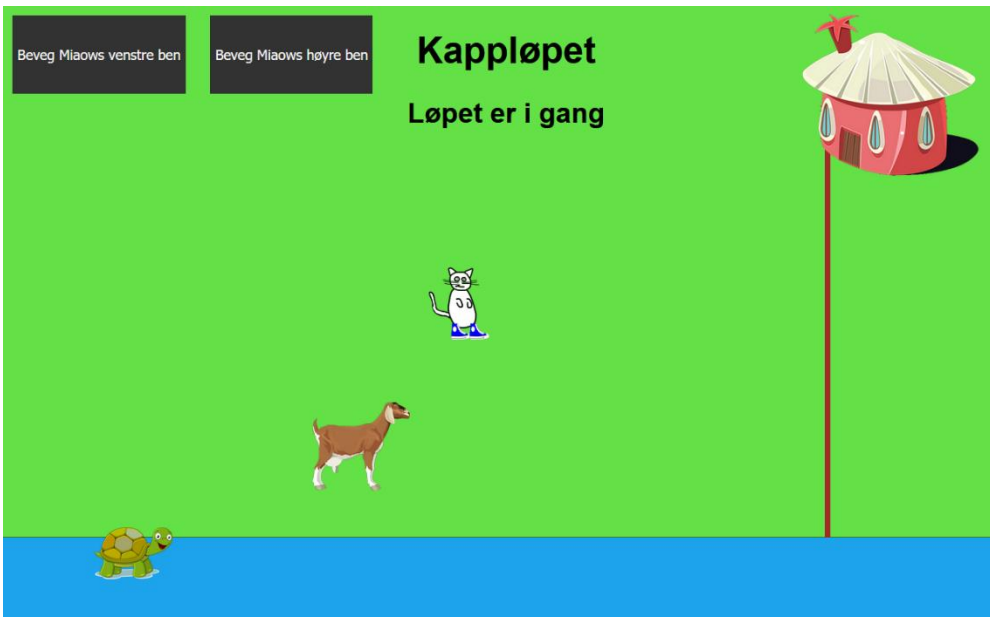 Beveg Miaows venstre ben
Beveg Miaows høyre ben
Kappløpet
Løpet er i gang